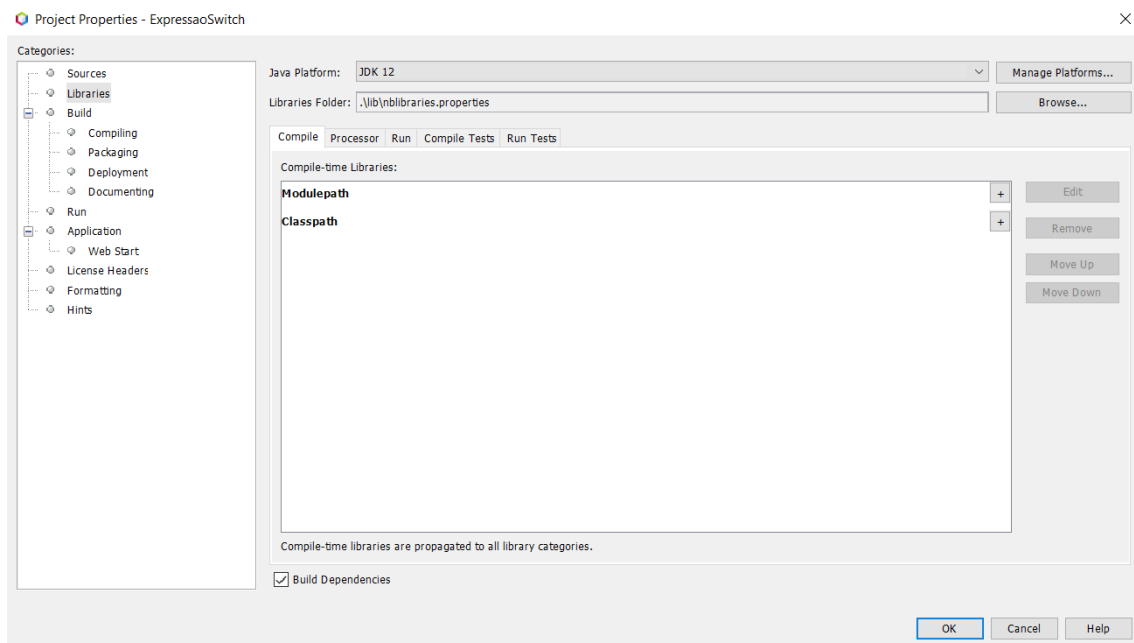 Project Properties - ExpressaoSwitch
Categories:
Sources
Libraries
Build
Compiling
Packaging
Deployment
Documenting
Run
Application
Web Start
License Headers
Formatting
Hints
Java Platform: JDK 12 Manage Platforms...
Libraries Folder: .\lib\nblibraries.properties Browse...
Compile Processor Run Compile Tests Run Tests
Compile-time Libraries:
Modulepath +
Classpath +
Edit
Remove
Move Up
Move Down
Compile-time libraries are propagated to all library categories.
Build Dependencies
OK Cancel Help